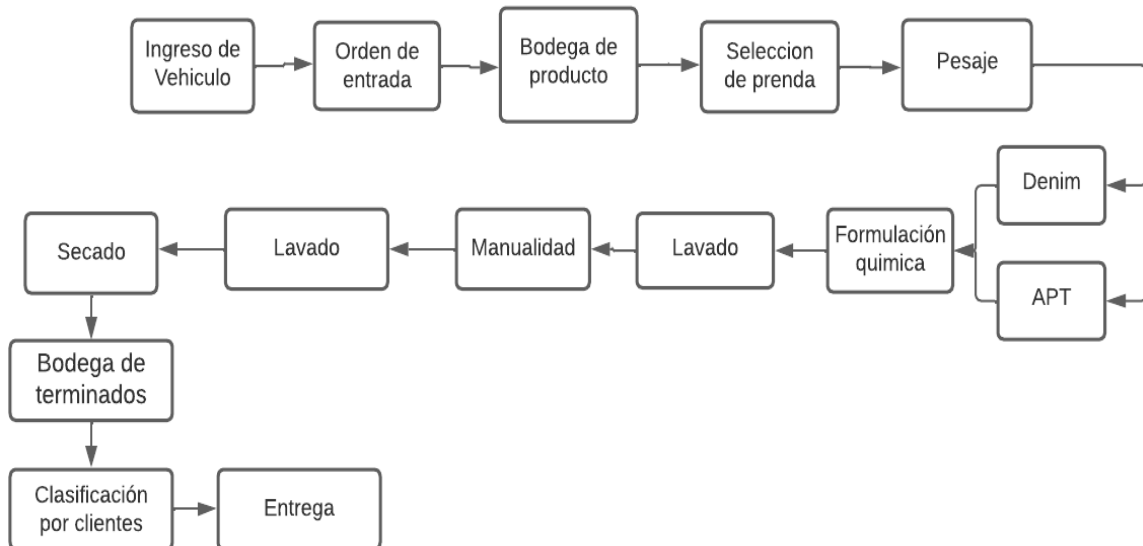 Ingreso de
Vehiculo
Orden de
entrada
Bodega de
producto
Seleccion
de prenda
Pesaje
Denim
APT
Formulación
quimica
Lavado
Manualidad
Lavado
Secado
Bodega de
terminados
Clasificación
por clientes
Entrega